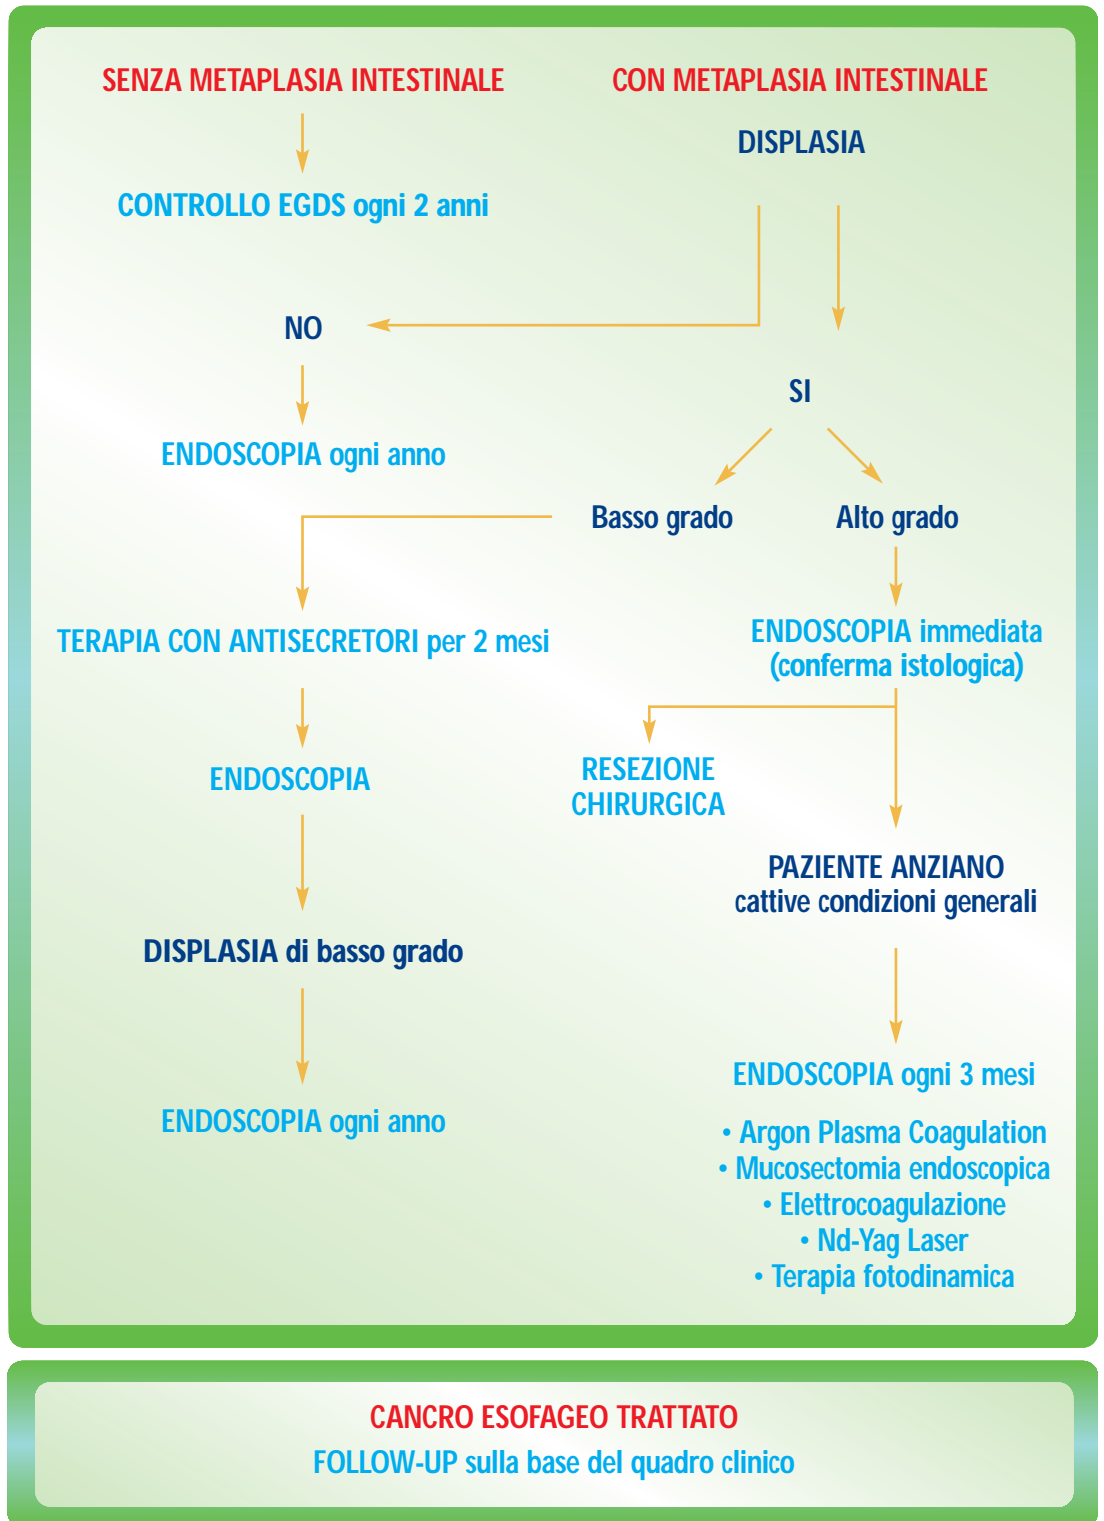 SENZA METAPLASIA INTESTINALE
CON METAPLASIA INTESTINALE
DISPLASIA
CONTROLLO EGDS ogni 2 anni
NO
SI
ENDOSCOPIA ogni anno
Basso grado
Alto grado
TERAPIA CON ANTISECRETORI per 2 mesi
ENDOSCOPIA immediata
(conferma istologica)
ENDOSCOPIA
RESEZIONE
CHIRURGICA
PAZIENTE ANZIANO
cattive condizioni generali
DISPLASIA di basso grado
ENDOSCOPIA ogni 3 mesi
ENDOSCOPIA ogni anno
• Argon Plasma Coagulation
• Mucosectomia endoscopica
• Elettrocoagulazione
• Nd-Yag Laser
• Terapia fotodinamica
CANCRO ESOFAGEO TRATTATO
FOLLOW-UP sulla base del quadro clinico